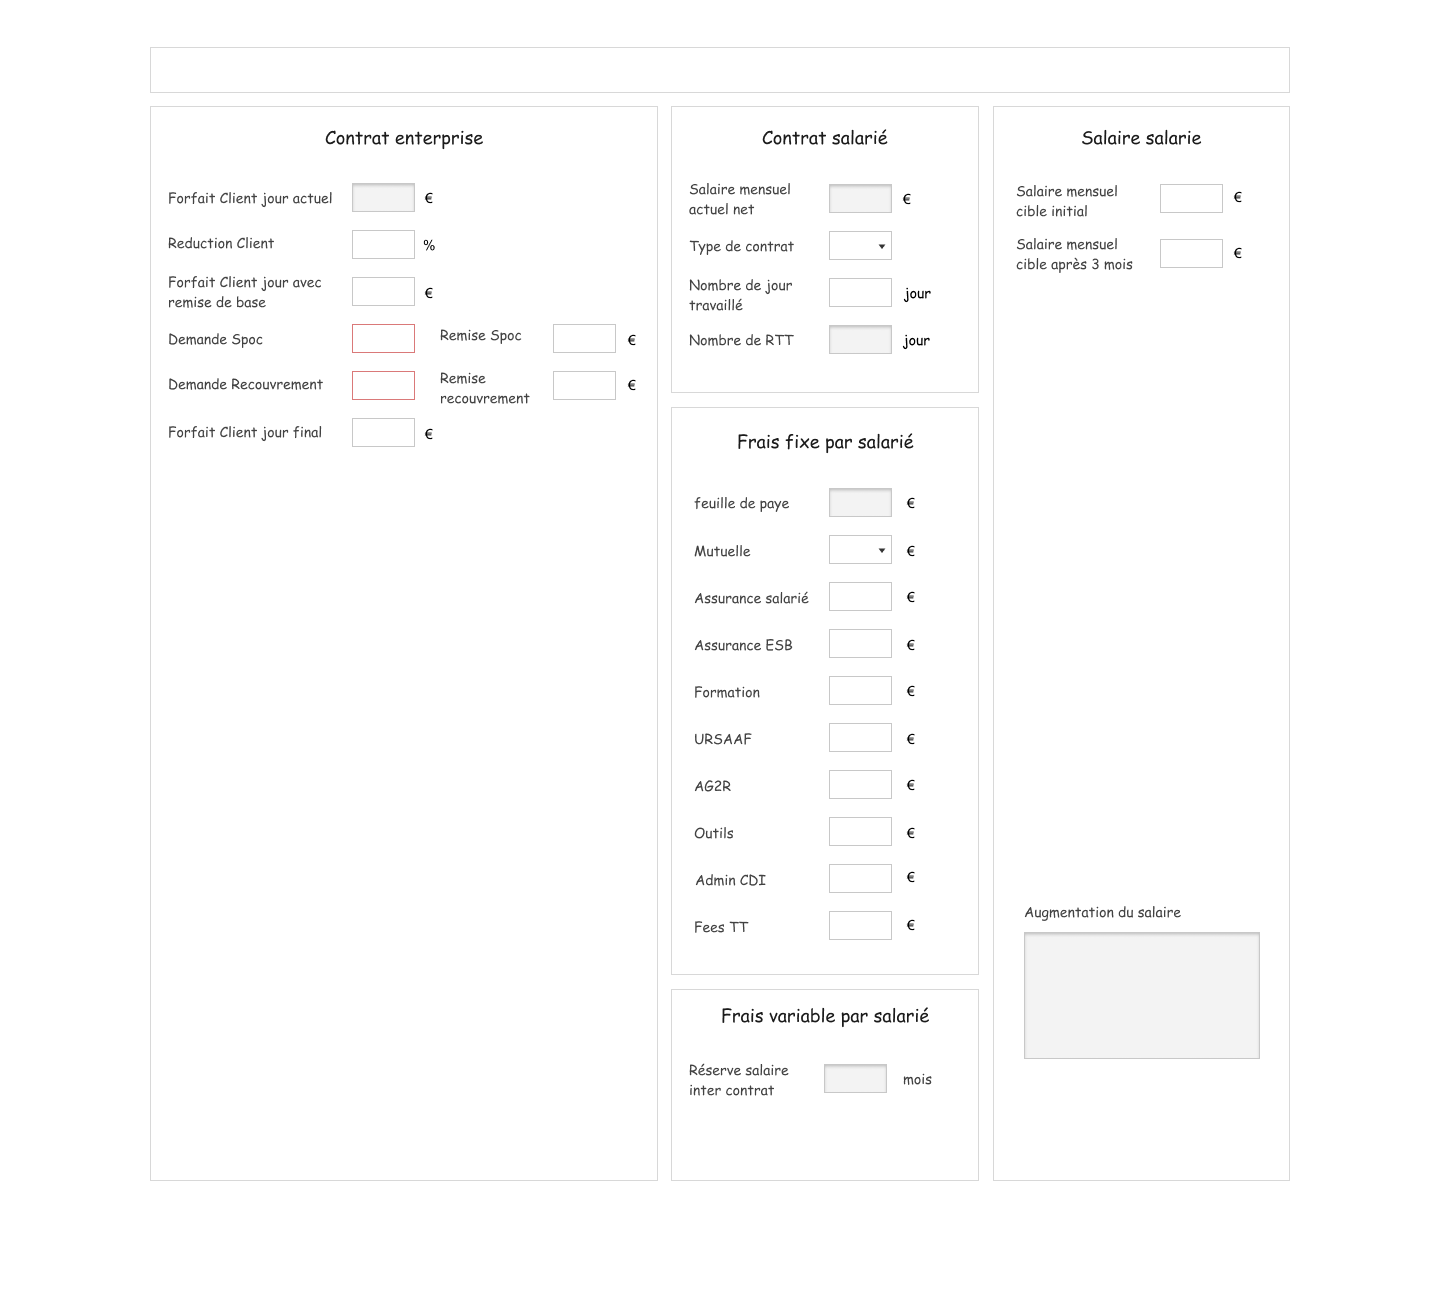 Contrat enterprise
Forfait Client jour actuel €
Reduction Client %
Forfait Client jour avec
remise de base €
Demande Spoc Remise Spoc €
Demande Recouvrement Remise
recouvrement €
Forfait Client jour final €
Contrat salarié
Salaire mensuel
actuel net €
Type de contrat
Nombre de jour
travaillé jour
Nombre de RTT jour
Frais fixe par salarié
feuille de paye €
Mutuelle €
Assurance salarié €
Assurance ESB €
Formation €
URSAAF €
AG2R €
Outils €
Admin CDI €
Fees TT €
Frais variable par salarié
Réserve salaire
inter contrat mois
Salaire salarie
Salaire mensuel
cible initial €
Salaire mensuel
cible après 3 mois €
Augmentation du salaire